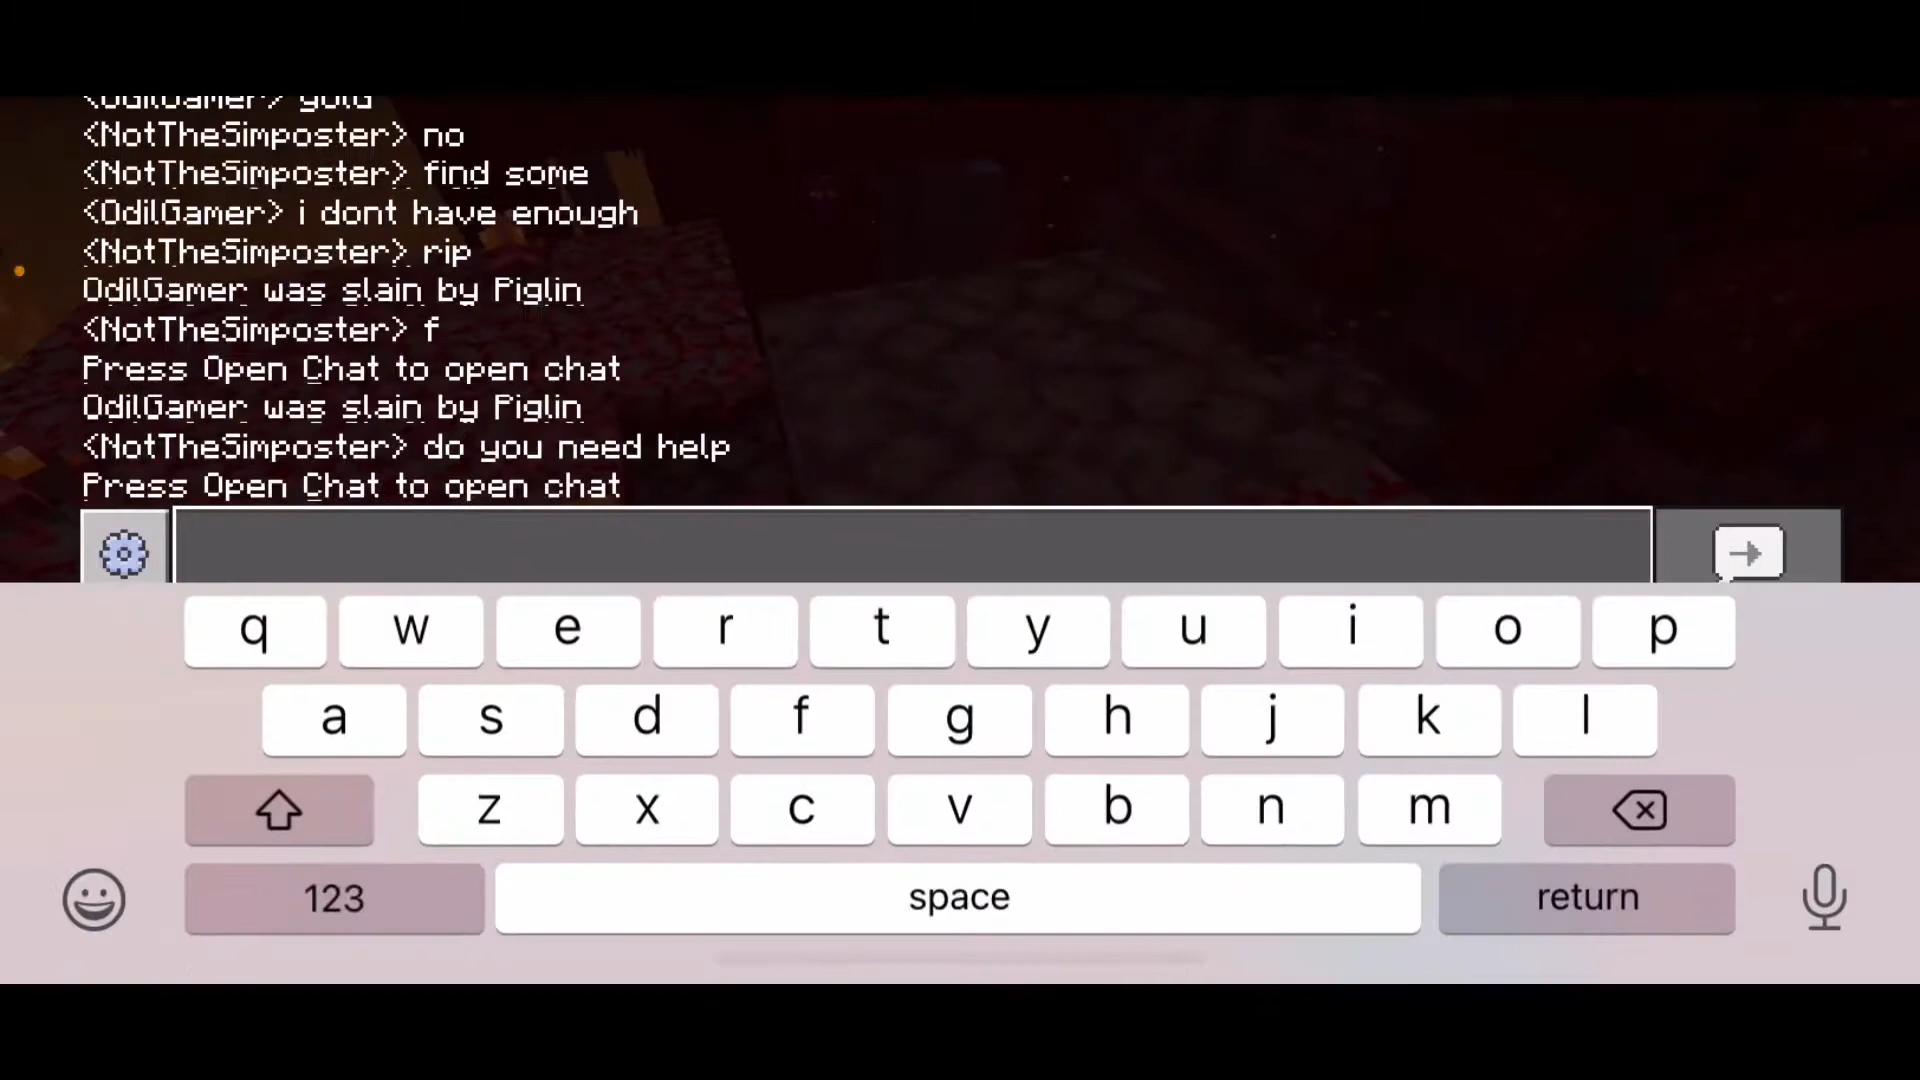 <OdilGamer> gold
<NotTheSimposter> no
<NotTheSimposter> find some
<OdilGamer> i dont have enough
<NotTheSimposter> rip
OdilGamer was slain by Piglin
<NotTheSimposter> f
Press Open Chat to open chat
OdilGamer was slain by Piglin
<NotTheSimposter> do you need help
Press Open Chat to open chat
q w e r t y u i o p
a s d f g h j k l
z x c v b n m
123 space return